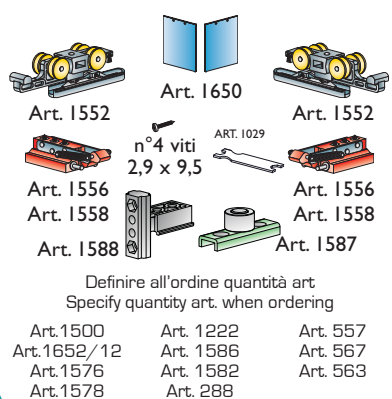 Art. 1650
Art. 1552
Art. 1552
ART. 1029
n°4 viti
2,9 x 9,5
Art. 1556
Art. 1558
Art. 1556
Art. 1558
Art. 1588
Art. 1587
Definire all'ordine quantità art
Specify quantity art. when ordering
Art.1500 Art. 1222 Art. 557
Art.1652/12 Art. 1586 Art. 567
Art.1576 Art. 1582 Art. 563
Art.1578 Art. 288